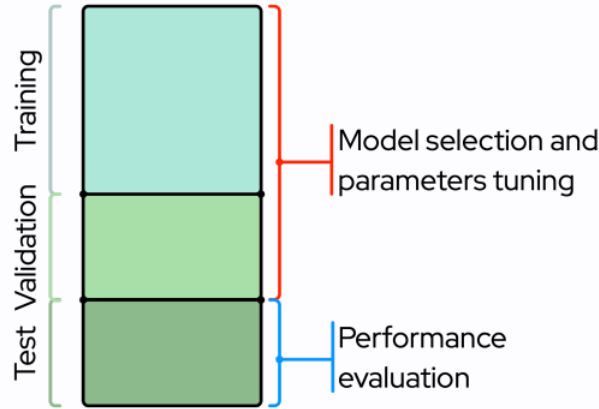 Training
Model selection and
parameters tuning
Validation
Test
Performance
evaluation